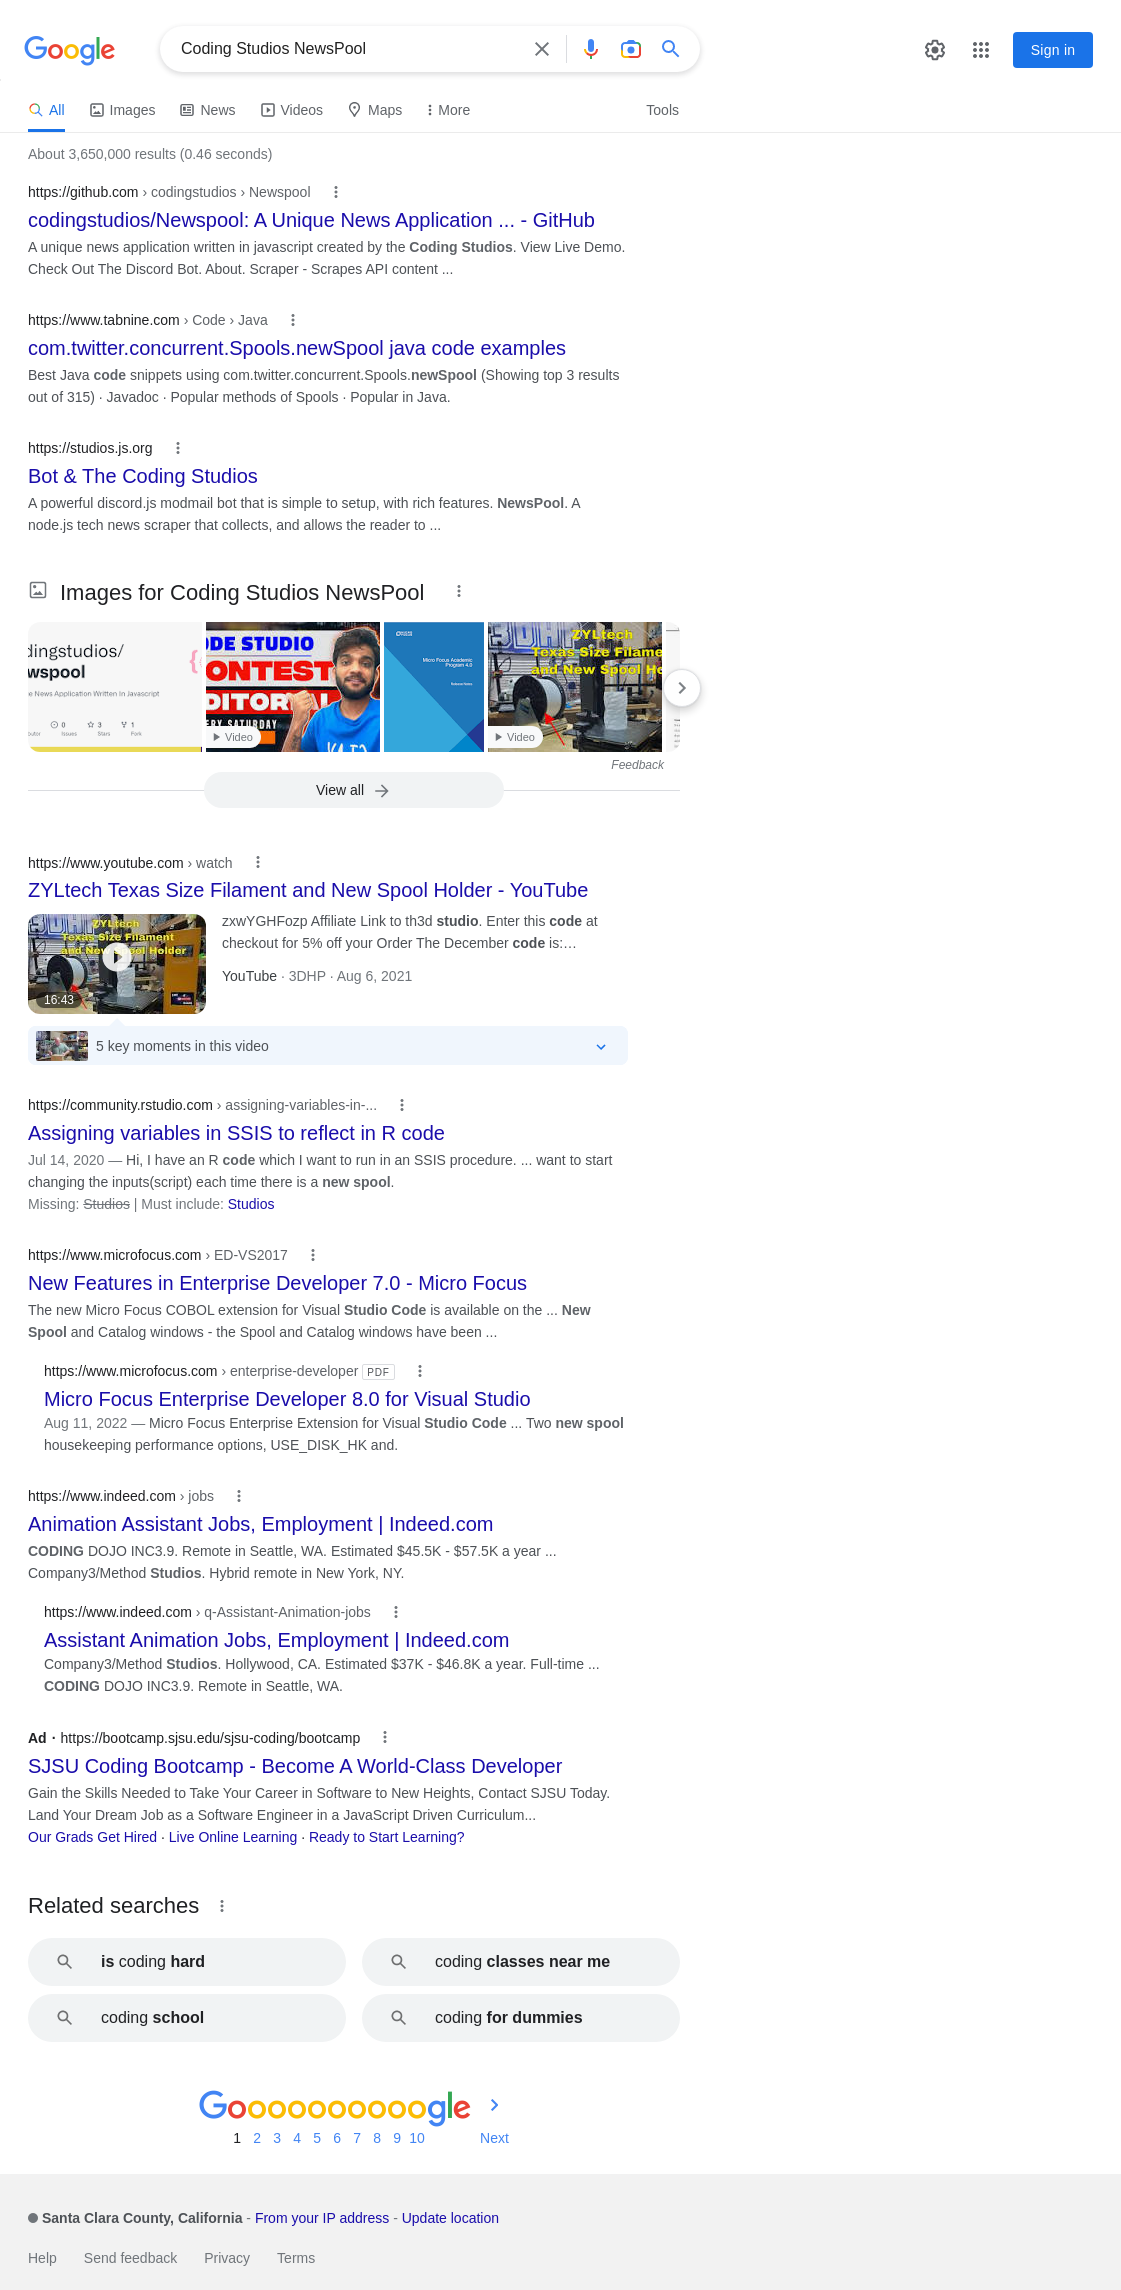 Google
Coding Studios NewsPool
Sign in
All
Images
News
Videos
Maps
More
Tools
About 3,650,000 results (0.46 seconds)
https://github.com › codingstudios › Newspool
codingstudios/Newspool: A Unique News Application ... - GitHub
A unique news application written in javascript created by the Coding Studios. View Live Demo.
Check Out The Discord Bot. About. Scraper - Scrapes API content ...
https://www.tabnine.com › Code › Java
com.twitter.concurrent.Spools.newSpool java code examples
Best Java code snippets using com.twitter.concurrent.Spools.newSpool (Showing top 3 results
out of 315) · Javadoc · Popular methods of Spools · Popular in Java.
https://studios.js.org
Bot & The Coding Studios
A powerful discord.js modmail bot that is simple to setup, with rich features. NewsPool. A
node.js tech news scraper that collects, and allows the reader to ...
Images for Coding Studios NewsPool
dingstudios/
wspool
e News Application Written In Javascript
0
3
1
Issues
Stars
Fork
ODE STUDIO
ONTEST
DITORIAL
ERY SATURDAY
Video
Micro Focus Academic
Program 4.0
Release Notes
ZYLtech
Texas Size Filame
and New Spool Ho
Video
Feedback
View all
https://www.youtube.com › watch
ZYLtech Texas Size Filament and New Spool Holder - YouTube
ZYLtech
Texas Size Filament
and New Spool Holder
16:43
zxwYGHFozp Affiliate Link to th3d studio. Enter this code at
checkout for 5% off your Order The December code is:…
YouTube · 3DHP · Aug 6, 2021
5 key moments in this video
https://community.rstudio.com › assigning-variables-in-...
Assigning variables in SSIS to reflect in R code
Jul 14, 2020 — Hi, I have an R code which I want to run in an SSIS procedure. ... want to start
changing the inputs(script) each time there is a new spool.
Missing: Studios | Must include: Studios
https://www.microfocus.com › ED-VS2017
New Features in Enterprise Developer 7.0 - Micro Focus
The new Micro Focus COBOL extension for Visual Studio Code is available on the ... New
Spool and Catalog windows - the Spool and Catalog windows have been ...
https://www.microfocus.com › enterprise-developer PDF
Micro Focus Enterprise Developer 8.0 for Visual Studio
Aug 11, 2022 — Micro Focus Enterprise Extension for Visual Studio Code ... Two new spool
housekeeping performance options, USE_DISK_HK and.
https://www.indeed.com › jobs
Animation Assistant Jobs, Employment | Indeed.com
CODING DOJO INC3.9. Remote in Seattle, WA. Estimated $45.5K - $57.5K a year ...
Company3/Method Studios. Hybrid remote in New York, NY.
https://www.indeed.com › q-Assistant-Animation-jobs
Assistant Animation Jobs, Employment | Indeed.com
Company3/Method Studios. Hollywood, CA. Estimated $37K - $46.8K a year. Full-time ...
CODING DOJO INC3.9. Remote in Seattle, WA.
Ad · https://bootcamp.sjsu.edu/sjsu-coding/bootcamp
SJSU Coding Bootcamp - Become A World-Class Developer
Gain the Skills Needed to Take Your Career in Software to New Heights, Contact SJSU Today.
Land Your Dream Job as a Software Engineer in a JavaScript Driven Curriculum...
Our Grads Get Hired · Live Online Learning · Ready to Start Learning?
Related searches
is coding hard
coding classes near me
coding school
coding for dummies
Goooooooooogle
1 2 3 4 5 6 7 8 9 10 Next
Santa Clara County, California - From your IP address - Update location
Help Send feedback Privacy Terms